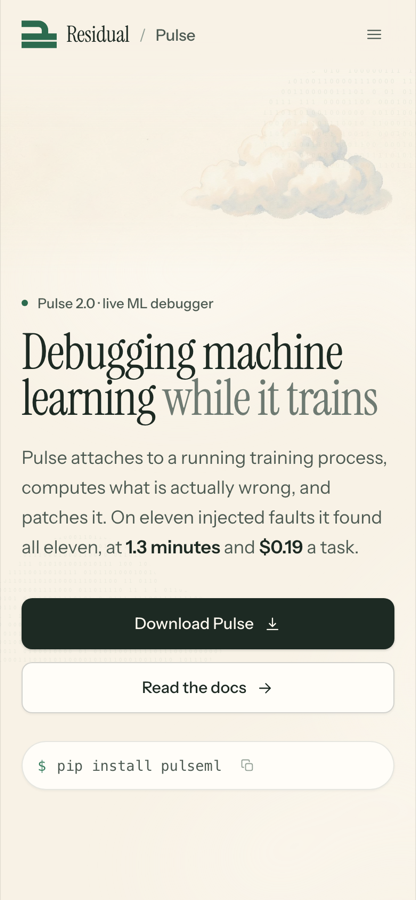 Residual / Pulse
Pulse 2.0 · live ML debugger
Debugging machine
learning while it trains
Pulse attaches to a running training process,
computes what is actually wrong, and
patches it. On eleven injected faults it found
all eleven, at 1.3 minutes and $0.19 a task.
Download Pulse
Read the docs →
$ pip install pulseml